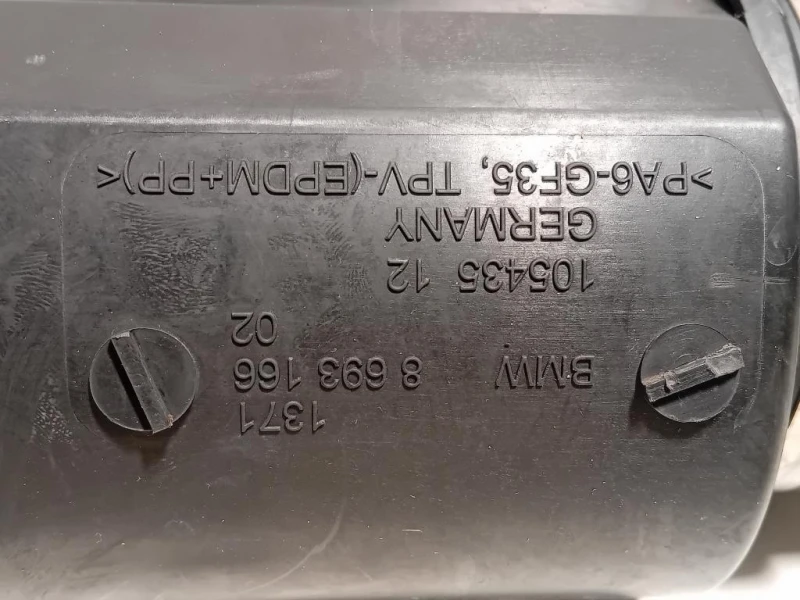 1371
BMW 8 693 166
02
105435 12
GERMANY
>PA6-GF35, TPV-(EPDM+PP)<